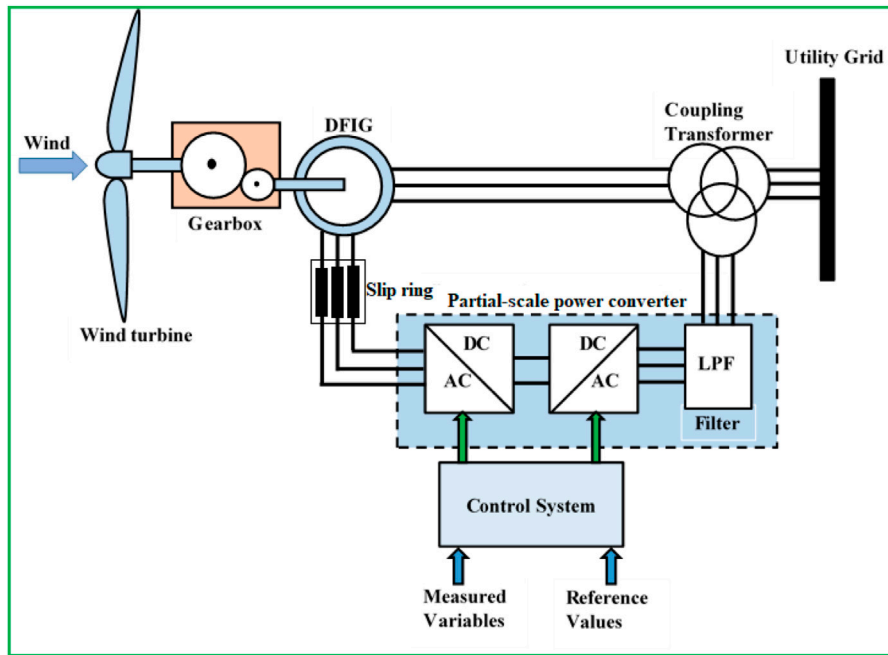 Utility Grid
Coupling
Transformer
DFIG
Wind
Gearbox
Slip ring
Wind turbine
Partial-scale power converter
DC
AC
DC
AC
LPF
Filter
Control System
Measured
Variables
Reference
Values